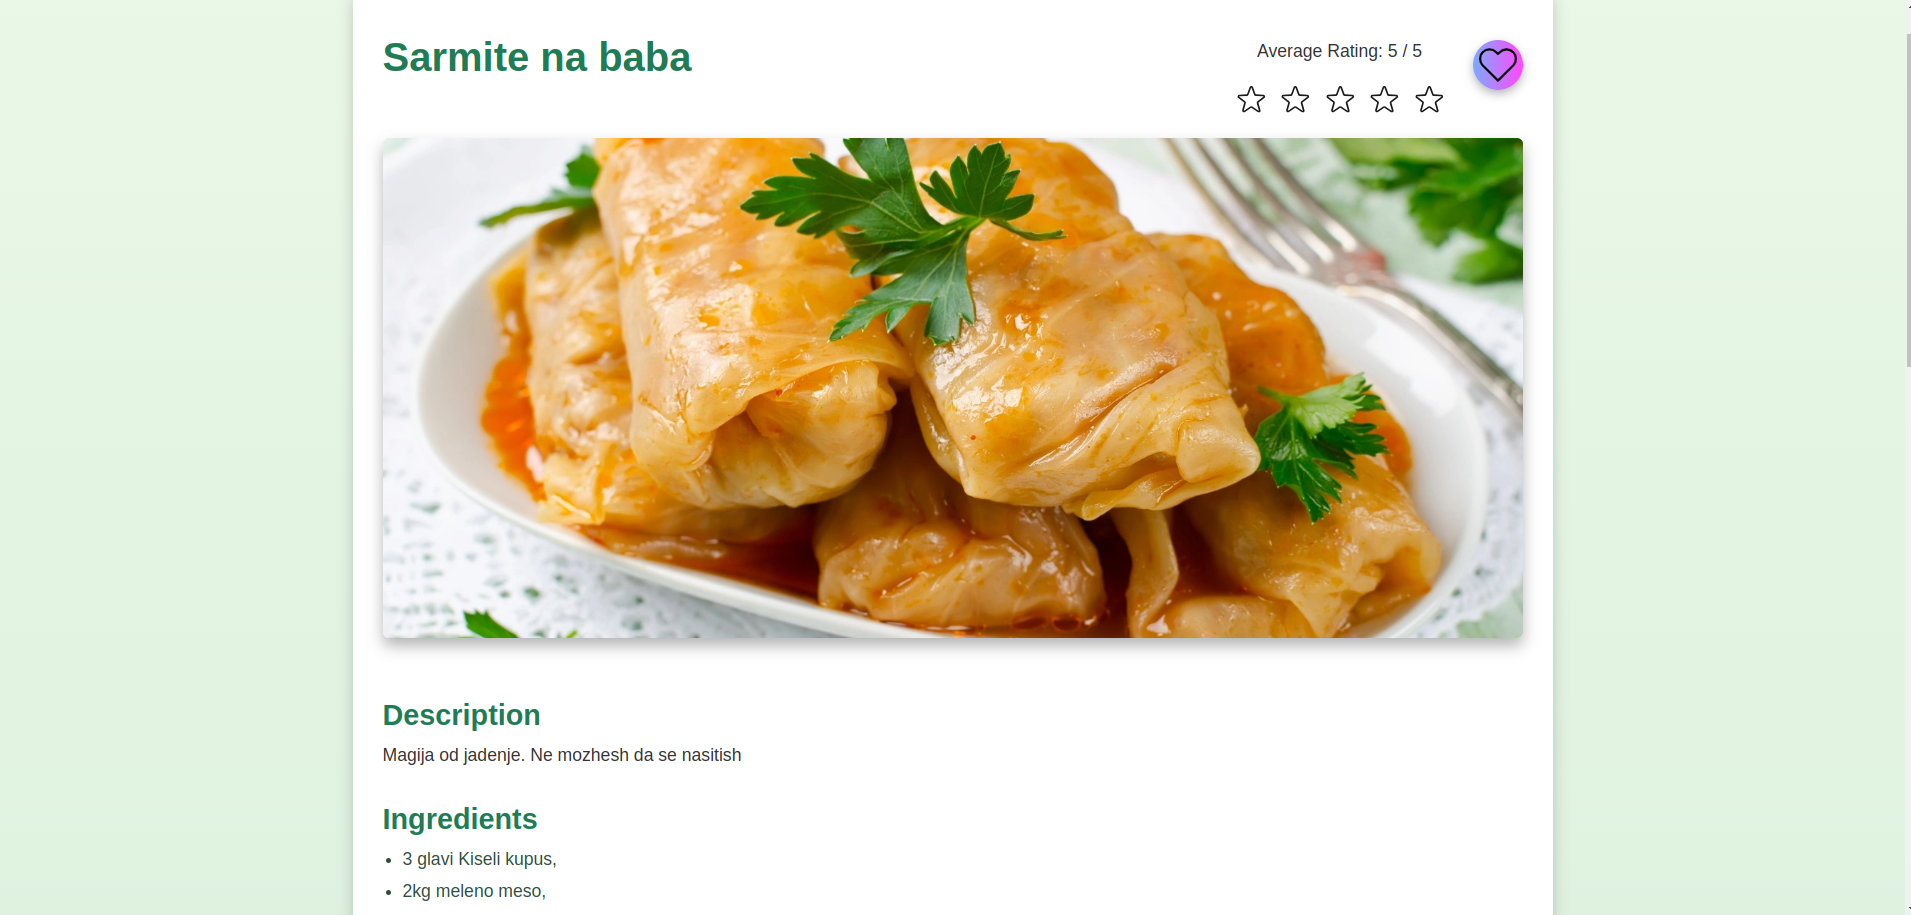 Sarmite na baba
Average Rating: 5 / 5
Description
Magija od jadenje. Ne mozhesh da se nasitish
Ingredients
3 glavi Kiseli kupus,
2kg meleno meso,